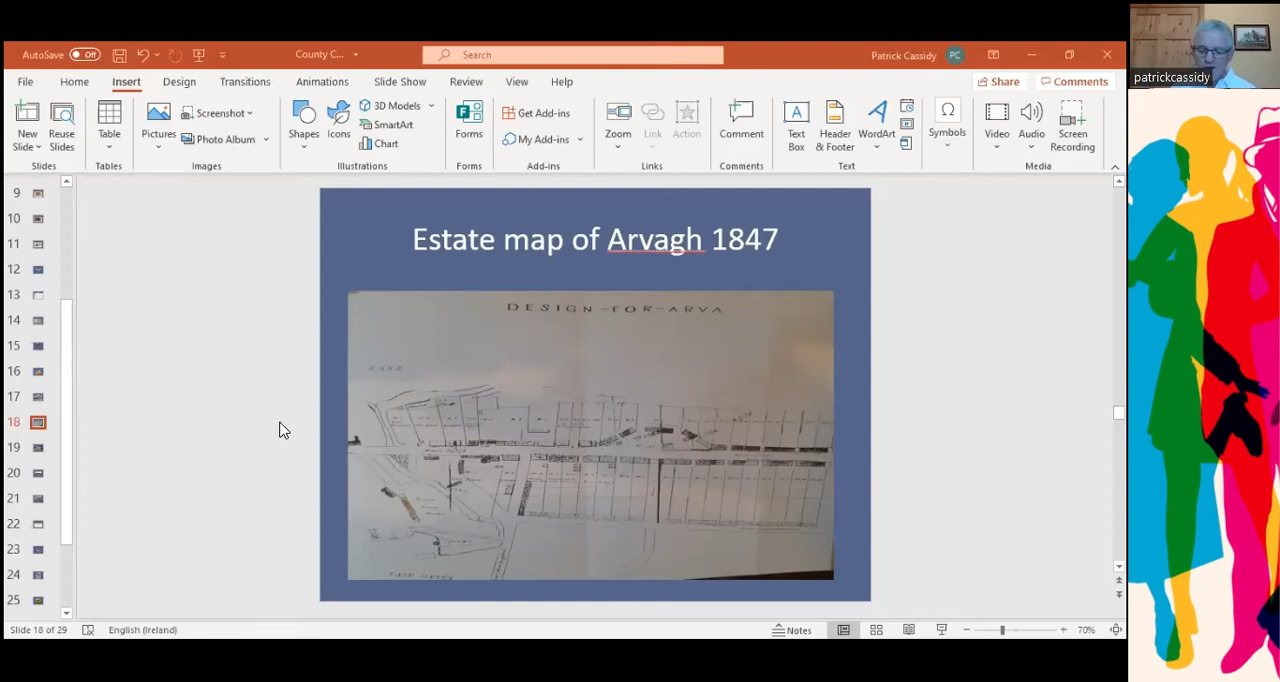 AutoSave Off County C... Search Patrick Cassidy PC
patrickcassidy
File Home Insert Design Transitions Animations Slide Show Review View Help Share Comments
New Slide Reuse Slides Table Pictures Screenshot Photo Album Shapes Icons 3D Models SmartArt Chart Forms Get Add-ins My Add-ins Zoom Link Action Comment Text Box Header & Footer WordArt Symbols Video Audio Screen Recording
Slides Tables Images Illustrations Forms Add-ins Links Comments Text Media
9
10
11
12
13
14
15
16
17
18
19
20
21
22
23
24
25
Estate map of Arvagh 1847
DESIGN-FOR-ARVA
LAKE
FAIR GREEN
Slide 18 of 29 English (Ireland) Notes 70%